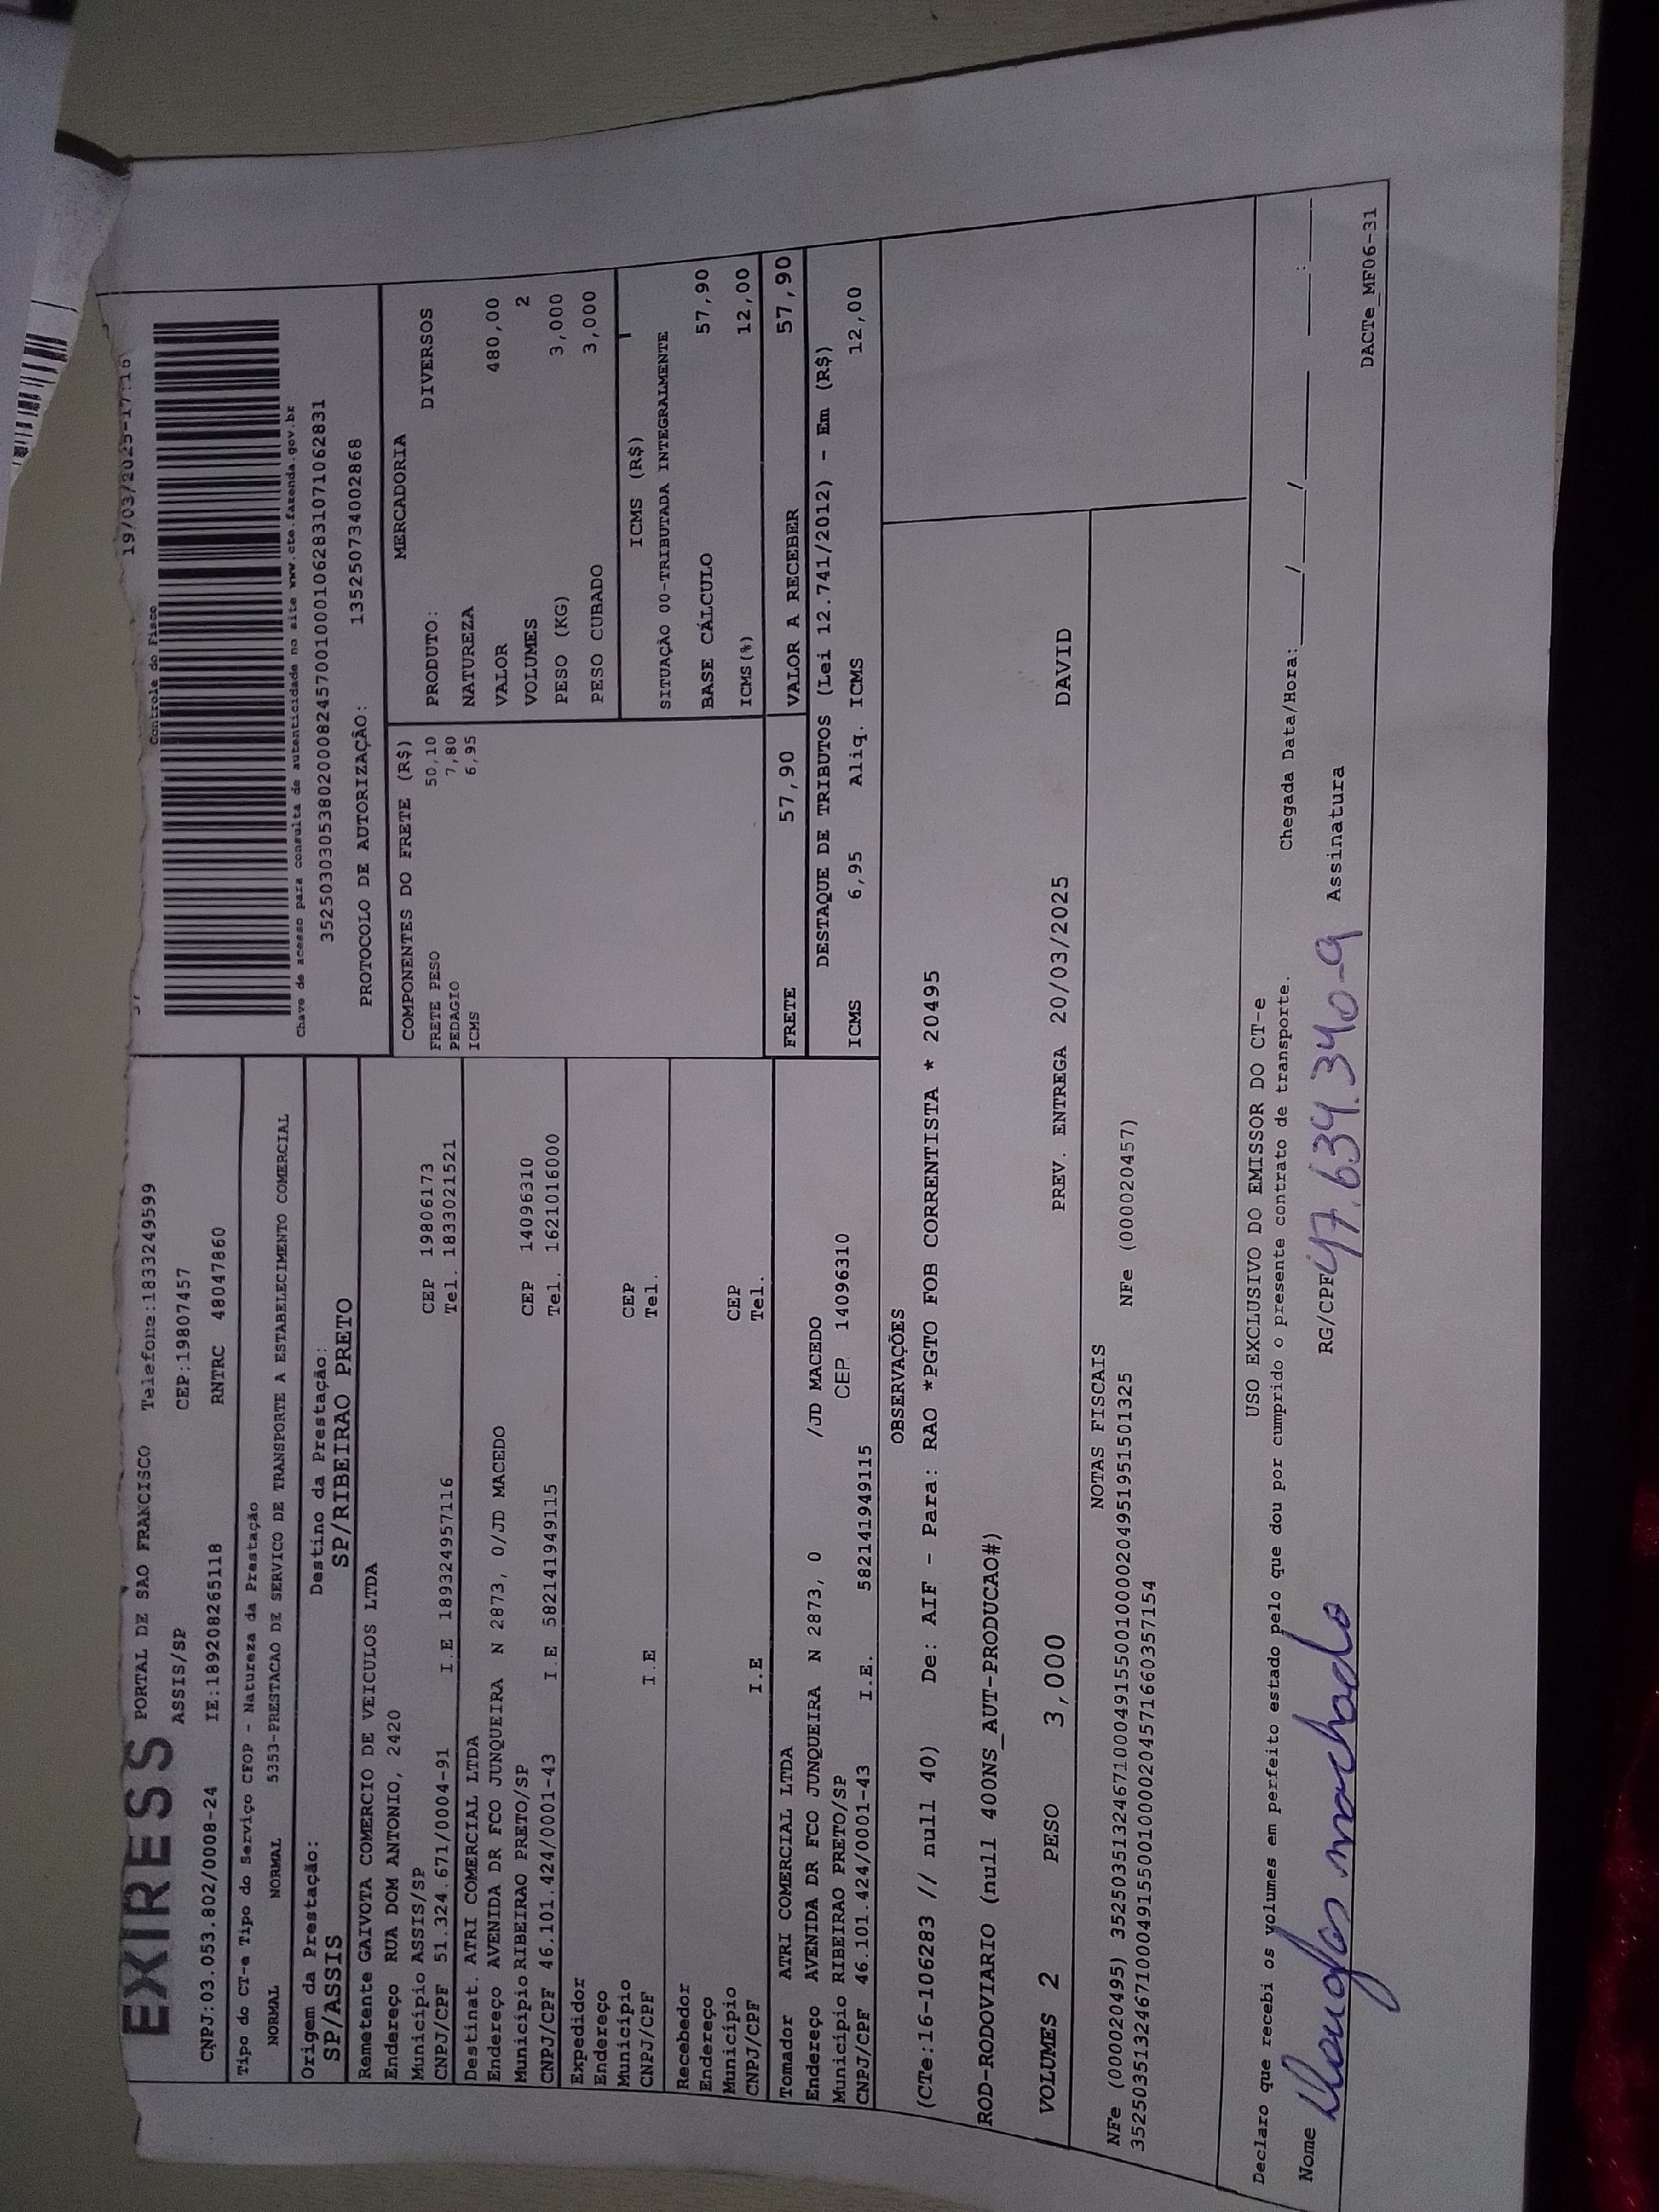 EXIRESS
PORTAL DE SAO FRANCISCO Telefone:1833249599
ASSIS/SP CEP:19807457
CNPJ:03.053.802/0008-24 IE:189208265118 RNTRC 48047860
Tipo do CT-e Tipo do Serviço CFOP - Natureza da Prestação
NORMAL NORMAL 5353-PRESTACAO DE SERVICO DE TRANSPORTE A ESTABELECIMENTO COMERCIAL
Origem da Prestação: Destino da Prestação:
SP/ASSIS SP/RIBEIRAO PRETO
Remetente GAIVOTA COMERCIO DE VEICULOS LTDA
Endereço RUA DOM ANTONIO, 2420
Município ASSIS/SP CEP 19806173
CNPJ/CPF 51.324.671/0004-91 I.E 189324957116 Tel. 1833021521
Destinat. ATRI COMERCIAL LTDA
Endereço AVENIDA DR FCO JUNQUEIRA N 2873, 0/JD MACEDO
Município RIBEIRAO PRETO/SP CEP 14096310
CNPJ/CPF 46.101.424/0001-43 I.E 582141949115 Tel. 1621016000
Expedidor
Endereço
Município CEP
CNPJ/CPF I.E Tel.
Recebedor
Endereço
Município CEP
CNPJ/CPF I.E Tel.
Tomador ATRI COMERCIAL LTDA
Endereço AVENIDA DR FCO JUNQUEIRA N 2873, 0 /JD MACEDO
Município RIBEIRAO PRETO/SP CEP 14096310
CNPJ/CPF 46.101.424/0001-43 I.E. 582141949115
19/03/2025-17:16
Controle do Fisco
Chave de acesso para consulta de autenticidade no site www.cte.fazenda.gov.br
35250303053802000824570010001062831071062831
PROTOCOLO DE AUTORIZAÇÃO: 135250734002868
COMPONENTES DO FRETE (R$)
FRETE PESO 50,10
PEDAGIO 7,80
ICMS 6,95
MERCADORIA
PRODUTO: DIVERSOS
NATUREZA
VALOR 480,00
VOLUMES 2
PESO (KG) 3,000
PESO CUBADO 3,000
ICMS (R$)
SITUAÇÃO 00-TRIBUTADA INTEGRALMENTE
BASE CÁLCULO 57,90
ICMS(%) 12,00
FRETE 57,90 VALOR A RECEBER 57,90
DESTAQUE DE TRIBUTOS (Lei 12.741/2012) - Em (R$)
ICMS 6,95 Aliq. ICMS 12,00
OBSERVAÇÕES
(CTe:16-106283 // null 40) De: AIF - Para: RAO *PGTO FOB CORRENTISTA * 20495
ROD-RODOVIARIO (null 400NS_AUT-PRODUCAO#)
VOLUMES 2 PESO 3,000 PREV. ENTREGA 20/03/2025 DAVID
NOTAS FISCAIS
NFe (000020495) 35250351324671000491550010000204951951501325 NFe (000020457)
35250351324671000491550010000204571660357154
USO EXCLUSIVO DO EMISSOR DO CT-e
Declaro que recebi os volumes em perfeito estado pelo que dou por cumprido o presente contrato de transporte. Chegada Data/Hora:____/____/____ ____:____
Nome Douglas machado RG/CPF 47.634.340-9 Assinatura
DACTe_MF06-31